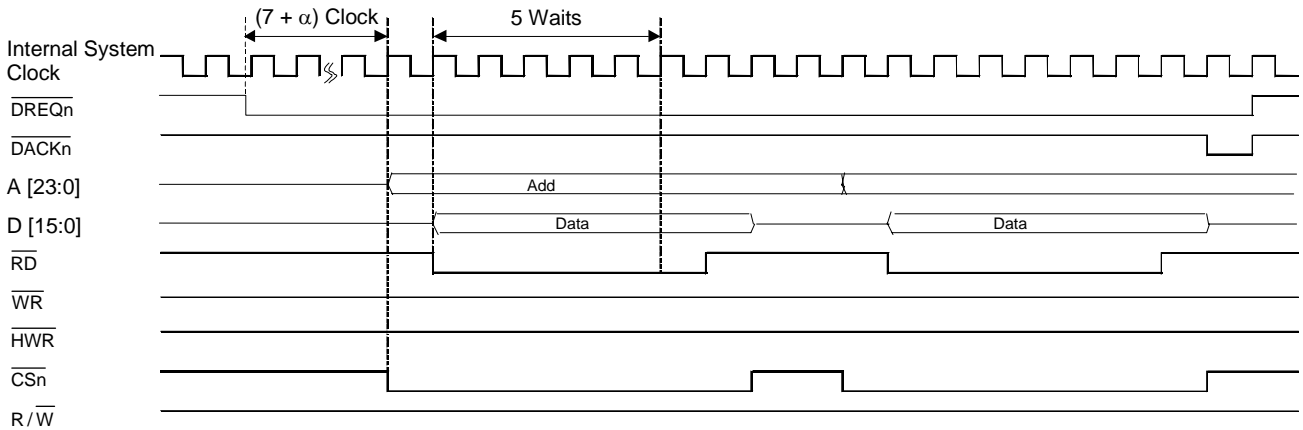 (7 + α) Clock
5 Waits
Internal System
Clock
DREQn
DACKn
A [23:0]
Add
D [15:0]
Data
Data
RD
WR
HWR
CSn
R/W